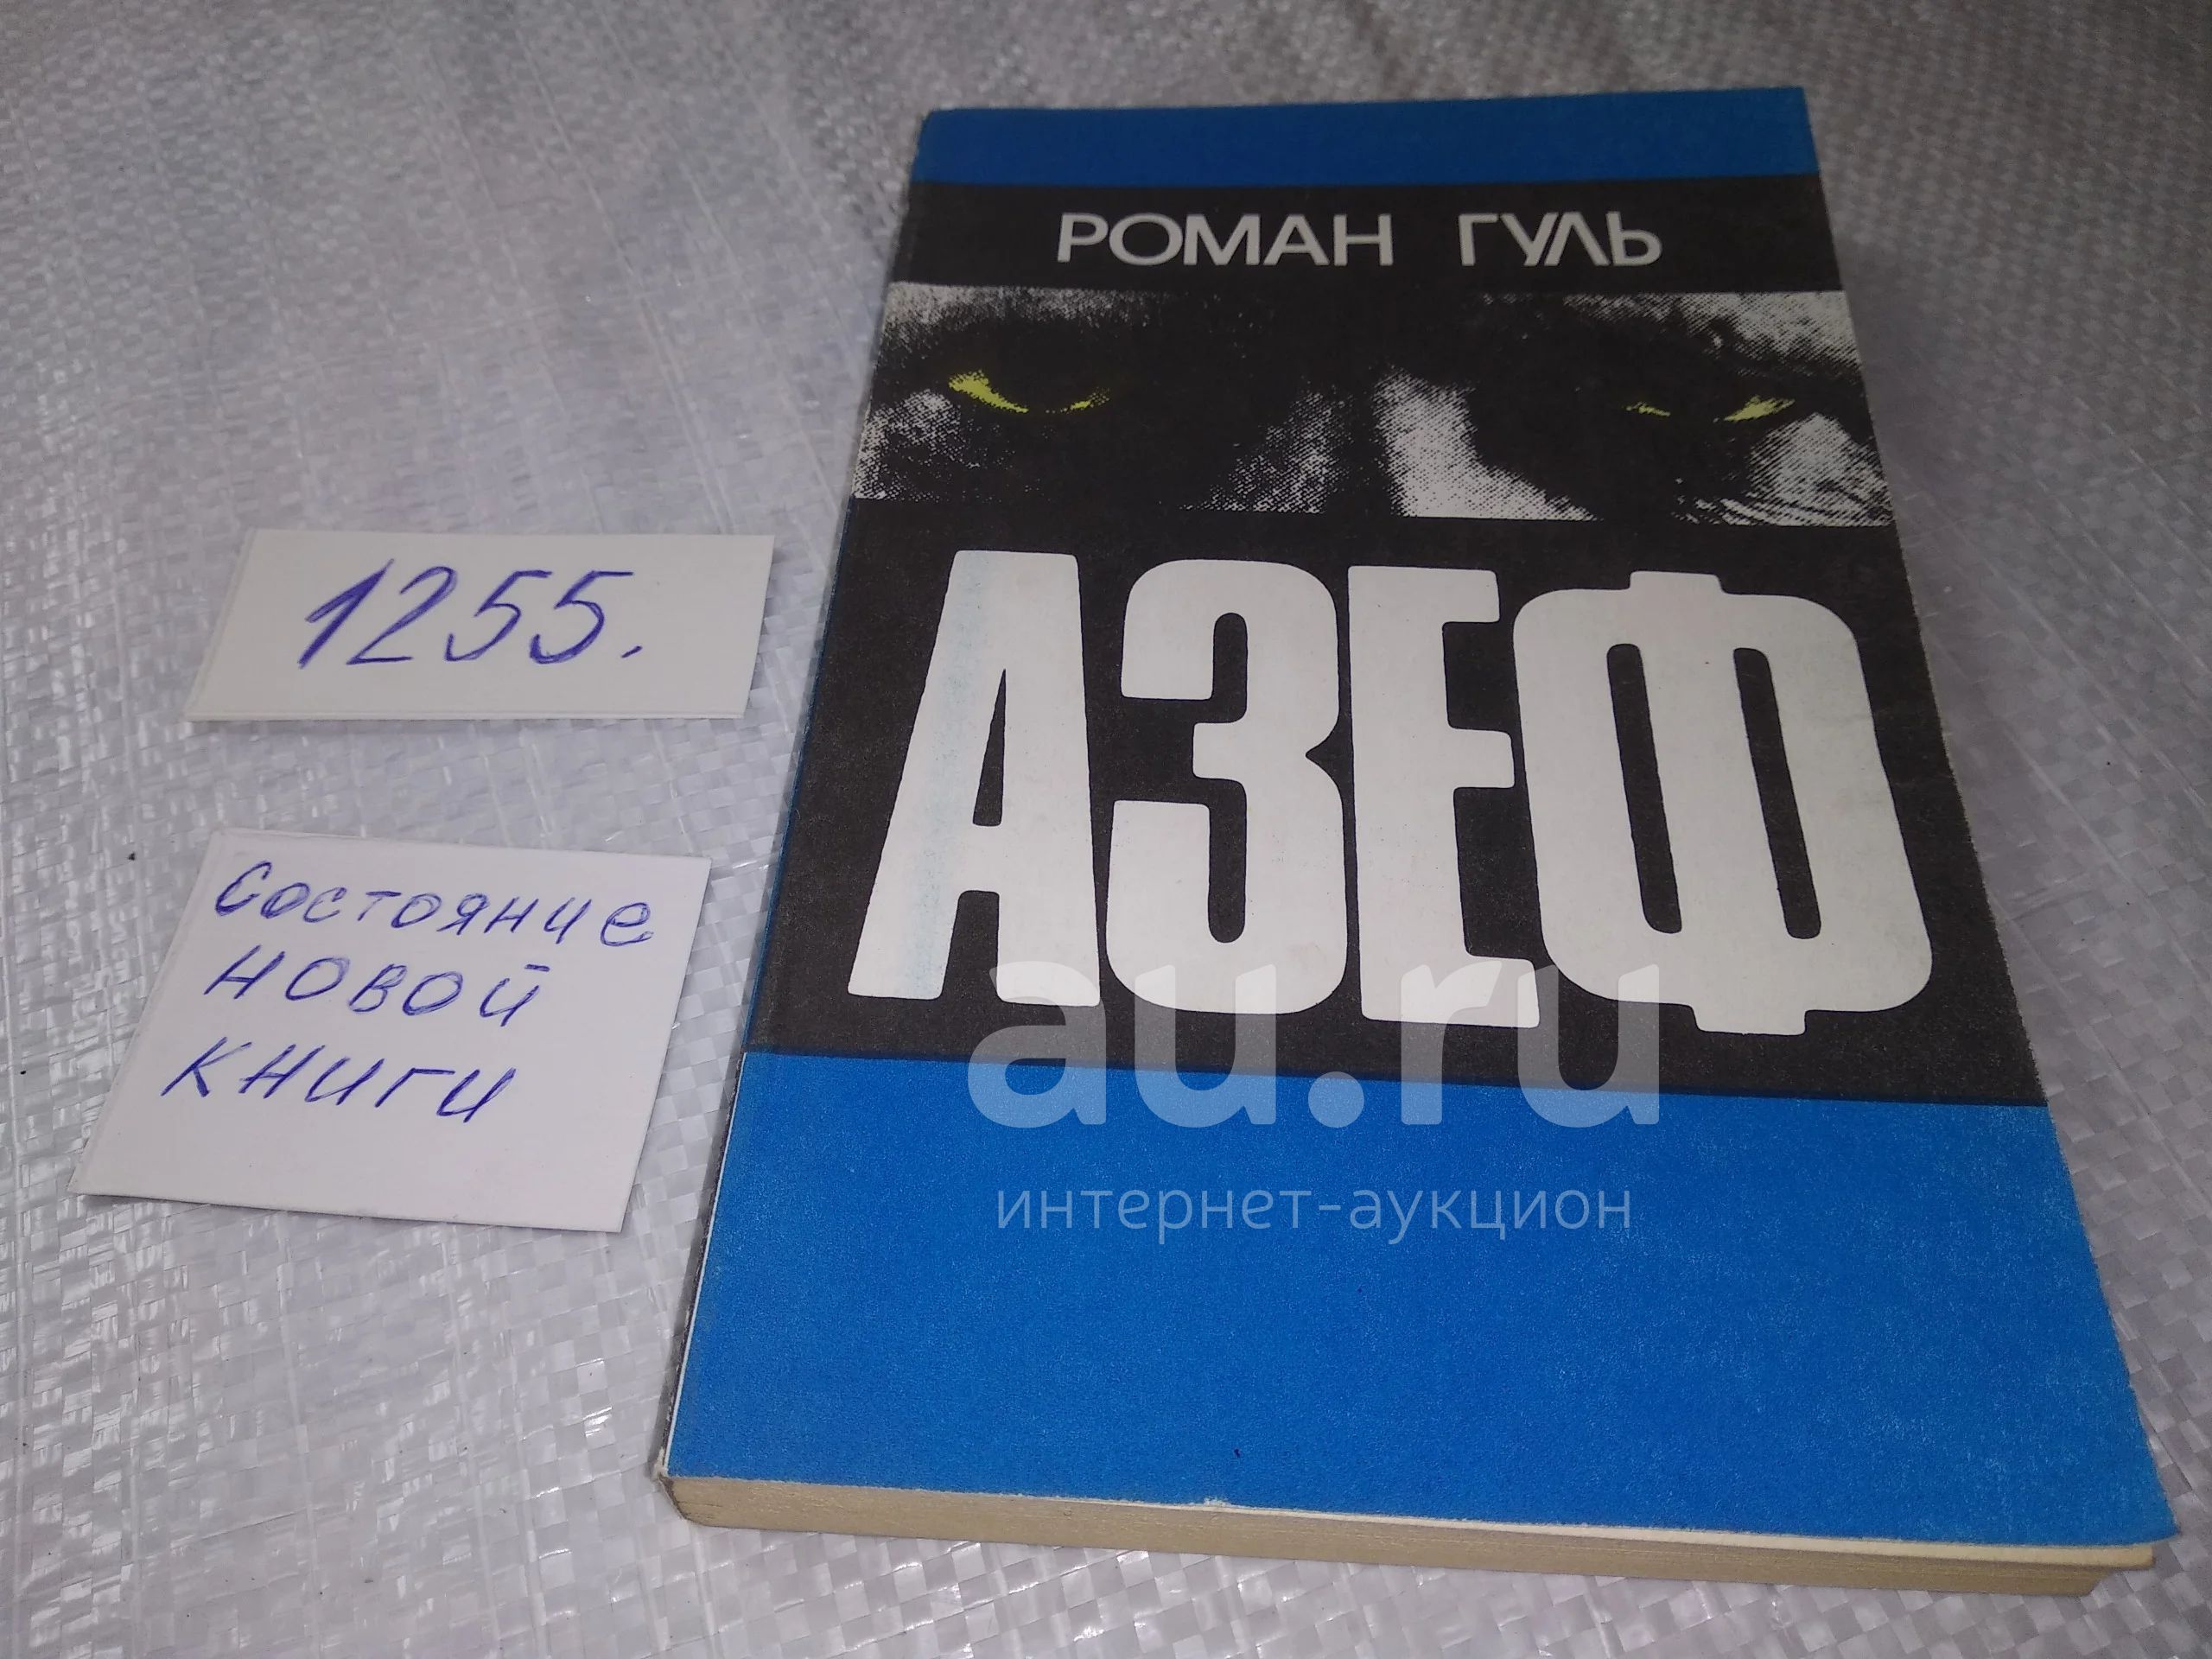 РОМАН ГУЛЬ
АЗЕФ
1255.
Состояние
новой
книги
au.ru
интернет-аукцион